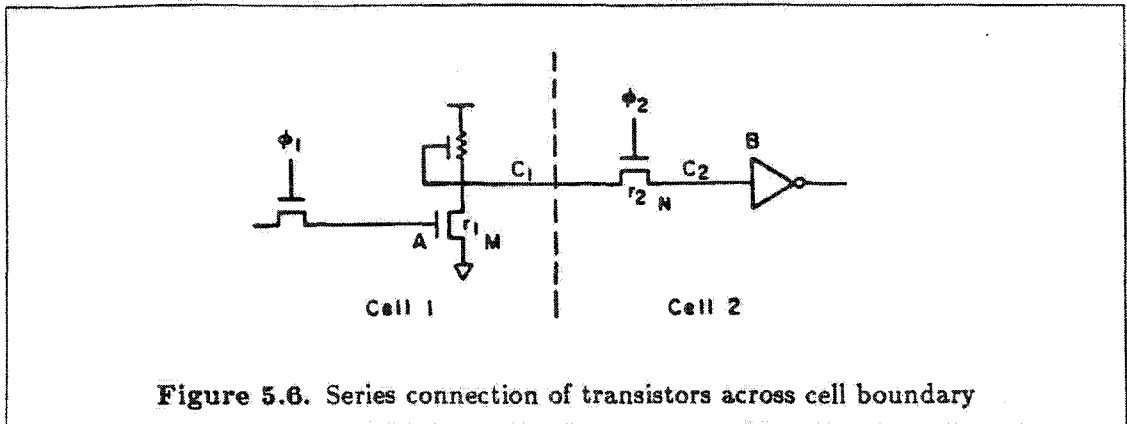 ϕ1
ϕ2
B
C1
C2
r2 N
A r1 M
Cell 1
Cell 2
Figure 5.6. Series connection of transistors across cell boundary